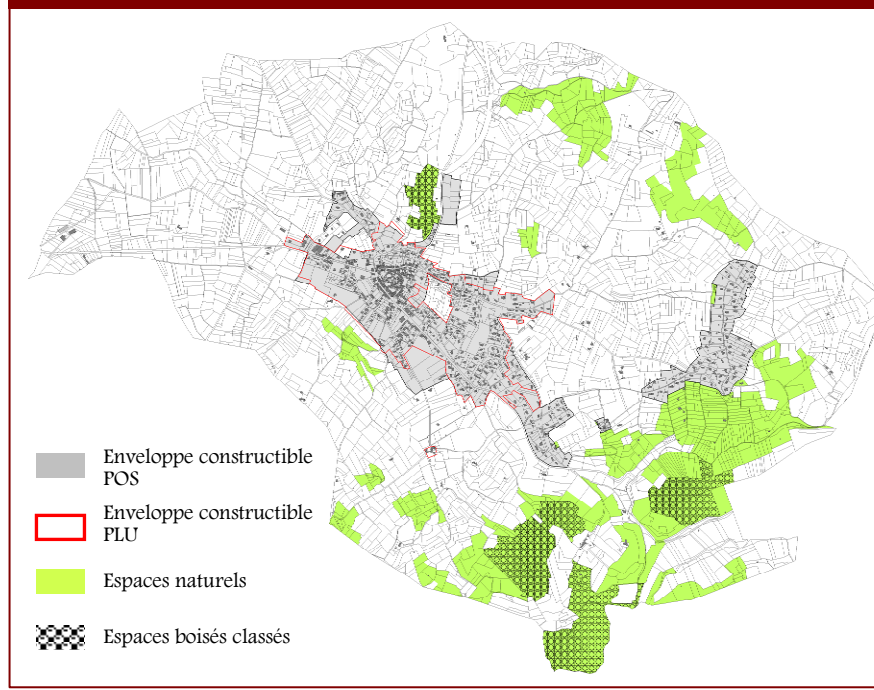 Enveloppe constructible
POS
Enveloppe constructible
PLU
Espaces naturels
Espaces boisés classés